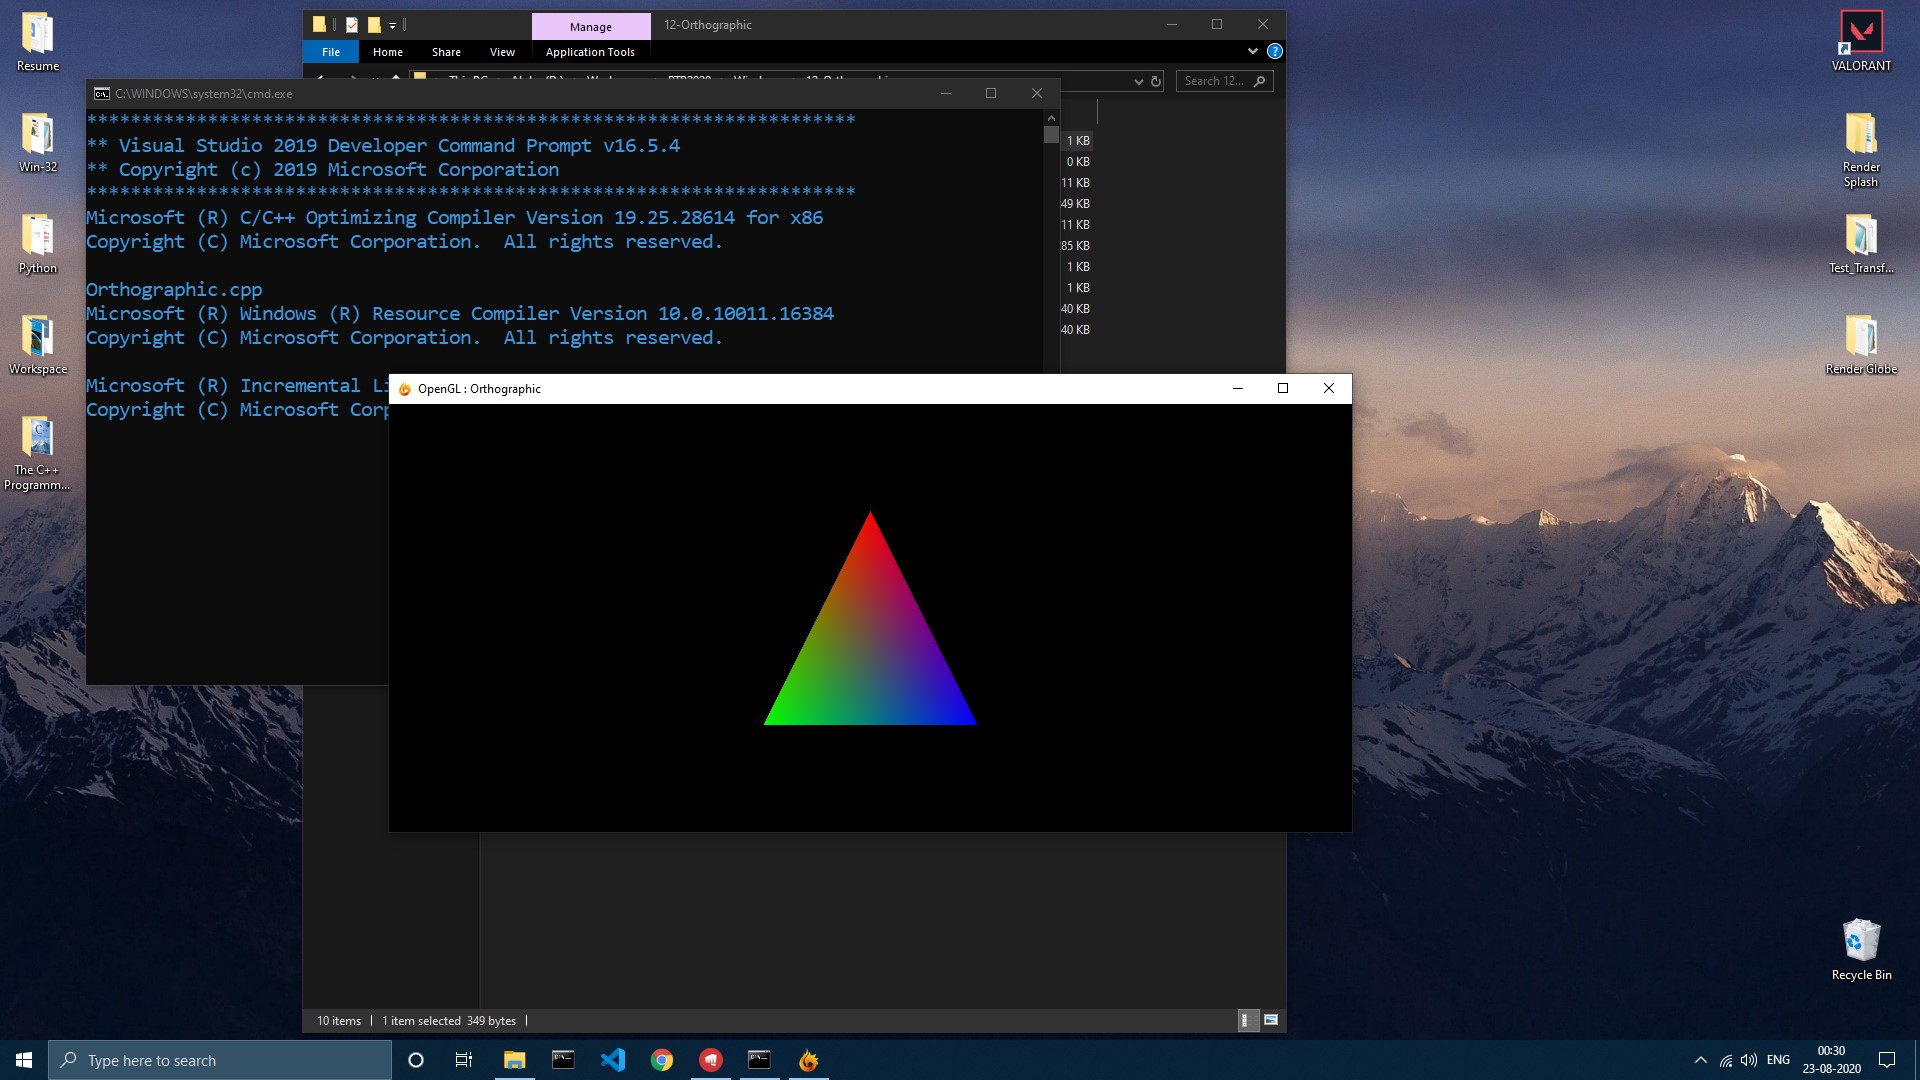 Resume
Win-32
Python
Workspace
The C++
Programm...
Manage
12-Orthographic
File
Home
Share
View
Application Tools
Search 12...
C:\WINDOWS\system32\cmd.exe
**********************************************************************
** Visual Studio 2019 Developer Command Prompt v16.5.4
** Copyright (c) 2019 Microsoft Corporation
**********************************************************************
Microsoft (R) C/C++ Optimizing Compiler Version 19.25.28614 for x86
Copyright (C) Microsoft Corporation.  All rights reserved.
Orthographic.cpp
Microsoft (R) Windows (R) Resource Compiler Version 10.0.10011.16384
Copyright (C) Microsoft Corporation.  All rights reserved.
Microsoft (R) Incremental Li
Copyright (C) Microsoft Corp
1 KB
0 KB
11 KB
49 KB
11 KB
85 KB
1 KB
1 KB
40 KB
40 KB
OpenGL : Orthographic
10 items
1 item selected 349 bytes
VALORANT
Render
Splash
Test_Transf...
Render Globe
Recycle Bin
Type here to search
ENG
00:30
23-08-2020